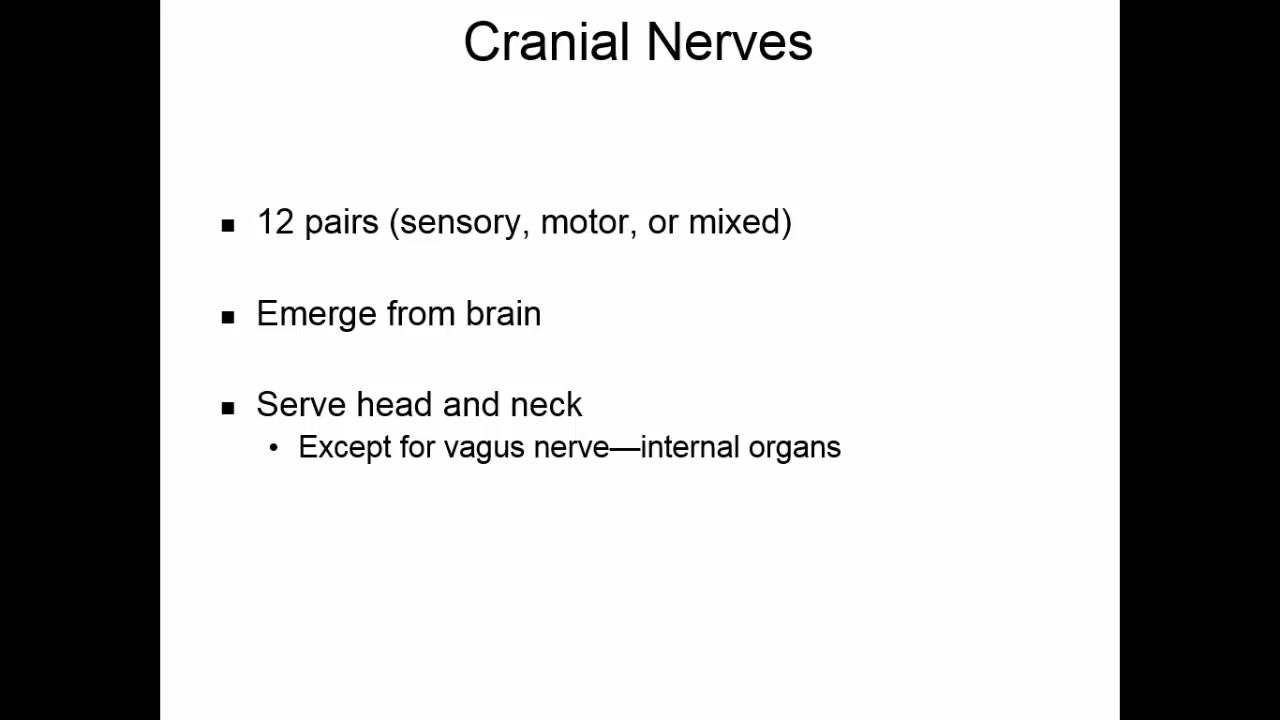 Cranial Nerves
▪ 12 pairs (sensory, motor, or mixed)
▪ Emerge from brain
▪ Serve head and neck
• Except for vagus nerve—internal organs